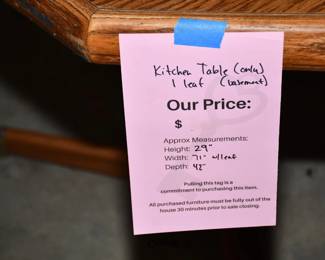 Kitchen Table (only)
1 leaf (basement)
Our Price:
$
Approx Measurements:
Height: 29"
Width: 71" w/leaf
Depth: 42"
Pulling this tag is a
commitment to purchasing this item.
All purchased furniture must be fully out of the
house 30 minutes prior to sale closing.